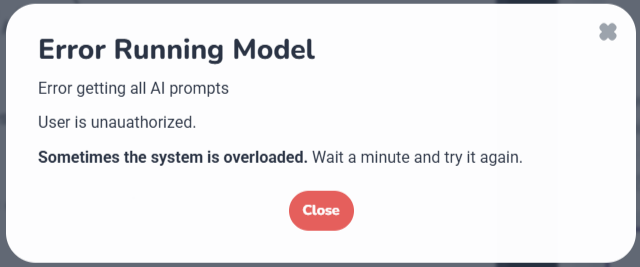 Error Running Model
Error getting all AI prompts
User is unauathorized.
Sometimes the system is overloaded. Wait a minute and try it again.
Close